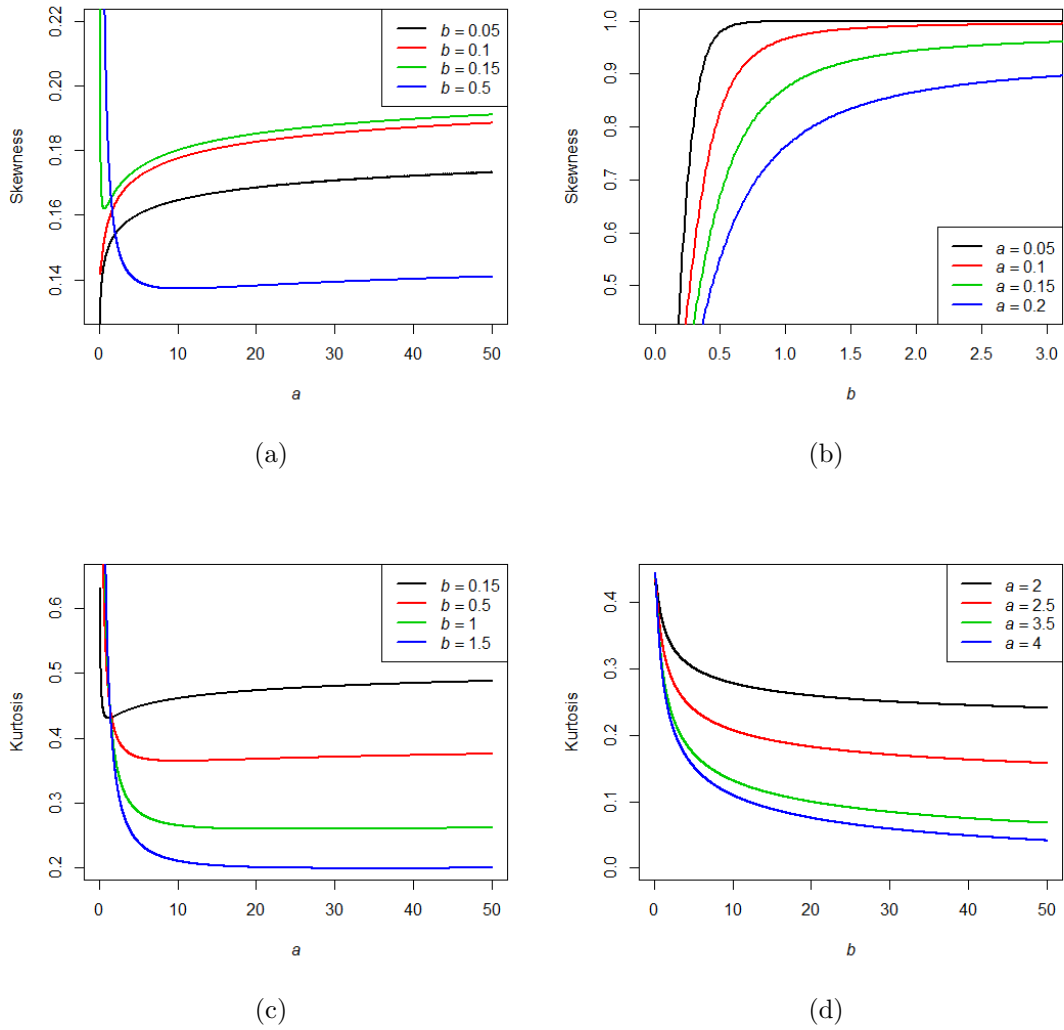 Skewness
0.14 0.16 0.18 0.20 0.22
b = 0.05
b = 0.1
b = 0.15
b = 0.5
0 10 20 30 40 50
a
(a)
Skewness
0.5 0.6 0.7 0.8 0.9 1.0
a = 0.05
a = 0.1
a = 0.15
a = 0.2
0.0 0.5 1.0 1.5 2.0 2.5 3.0
b
(b)
Kurtosis
0.2 0.3 0.4 0.5 0.6
b = 0.15
b = 0.5
b = 1
b = 1.5
0 10 20 30 40 50
a
(c)
Kurtosis
0.0 0.1 0.2 0.3 0.4
a = 2
a = 2.5
a = 3.5
a = 4
0 10 20 30 40 50
b
(d)